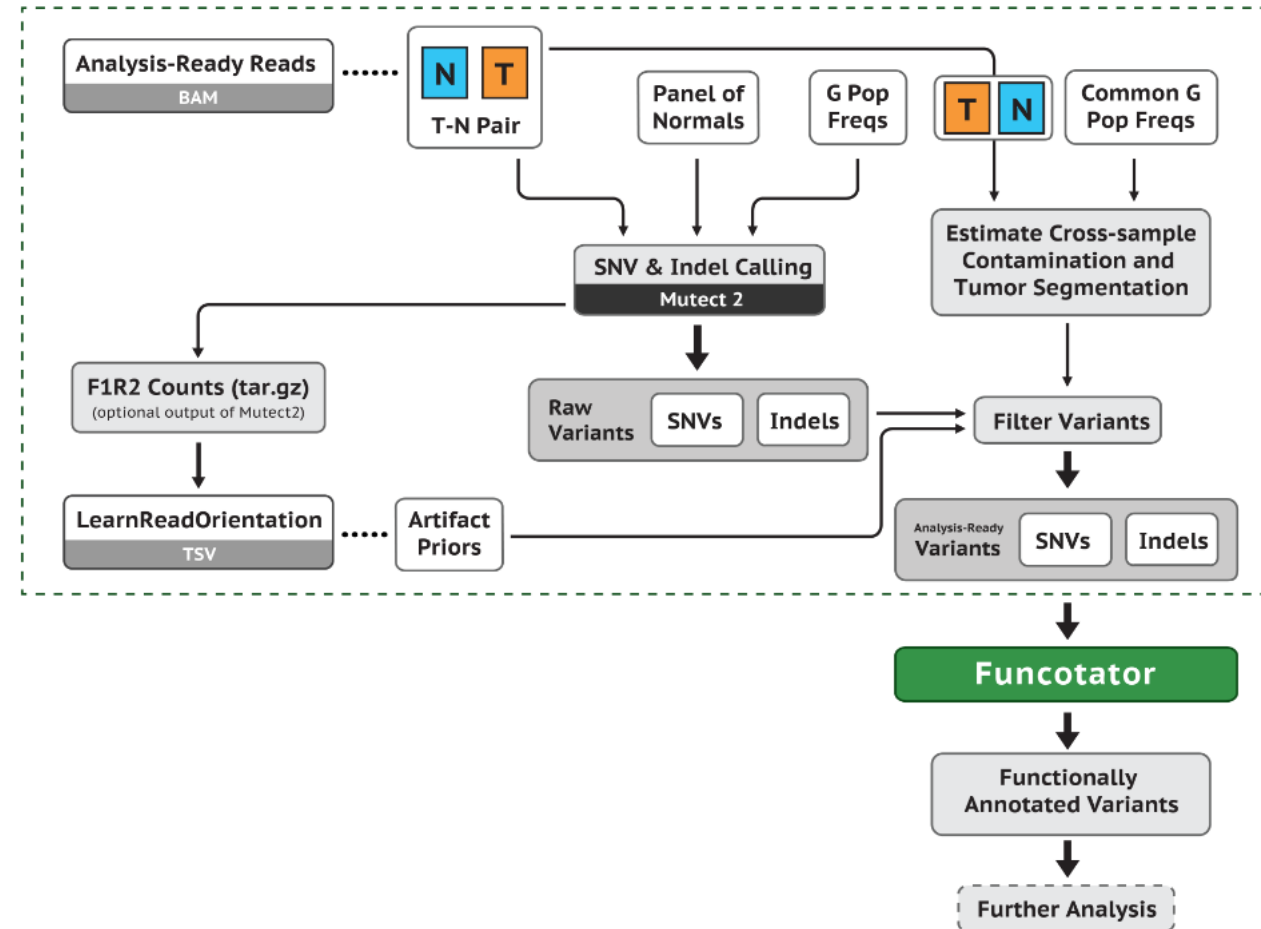 Analysis-Ready Reads
BAM
N T
T-N Pair
Panel of
Normals
G Pop
Freqs
T N
Common G
Pop Freqs
SNV & Indel Calling
Mutect 2
Estimate Cross-sample
Contamination and
Tumor Segmentation
F1R2 Counts (tar.gz)
(optional output of Mutect2)
Raw
Variants
SNVs
Indels
Filter Variants
LearnReadOrientation
TSV
Artifact
Priors
Analysis-Ready
Variants
SNVs
Indels
Funcotator
Functionally
Annotated Variants
Further Analysis